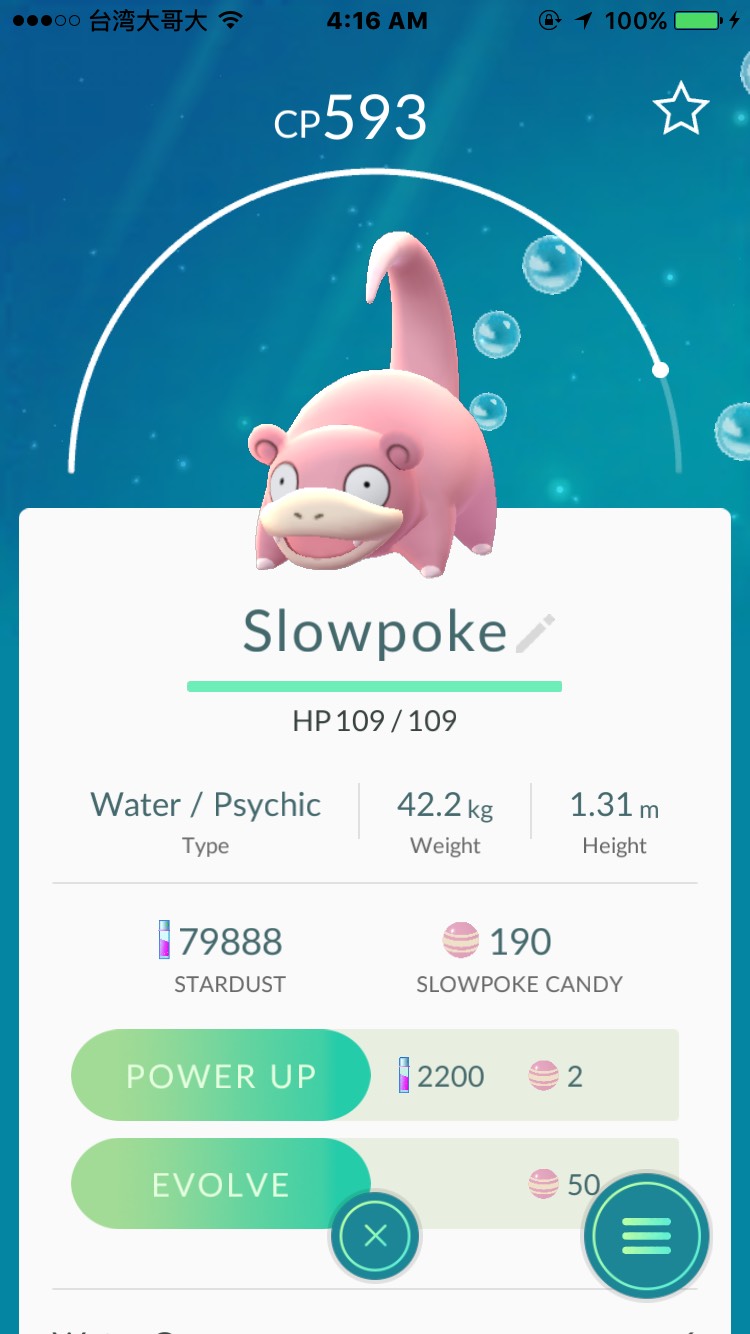 台湾大哥大 4:16 AM 100%
CP593
Slowpoke
HP 109 / 109
Water / Psychic 42.2 kg 1.31 m
Type Weight Height
79888 190
STARDUST SLOWPOKE CANDY
POWER UP 2200 2
EVOLVE 50